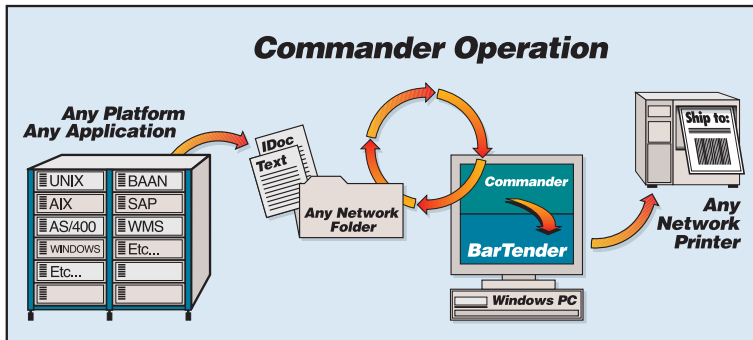 Commander Operation
Any Platform
Any Application
UNIX
AIX
AS/400
WINDOWS
Etc...
BAAN
SAP
WMS
Etc...
IDoc
Text
Any Network
Folder
Commander
BarTender
Windows PC
Ship to:
Any
Network
Printer